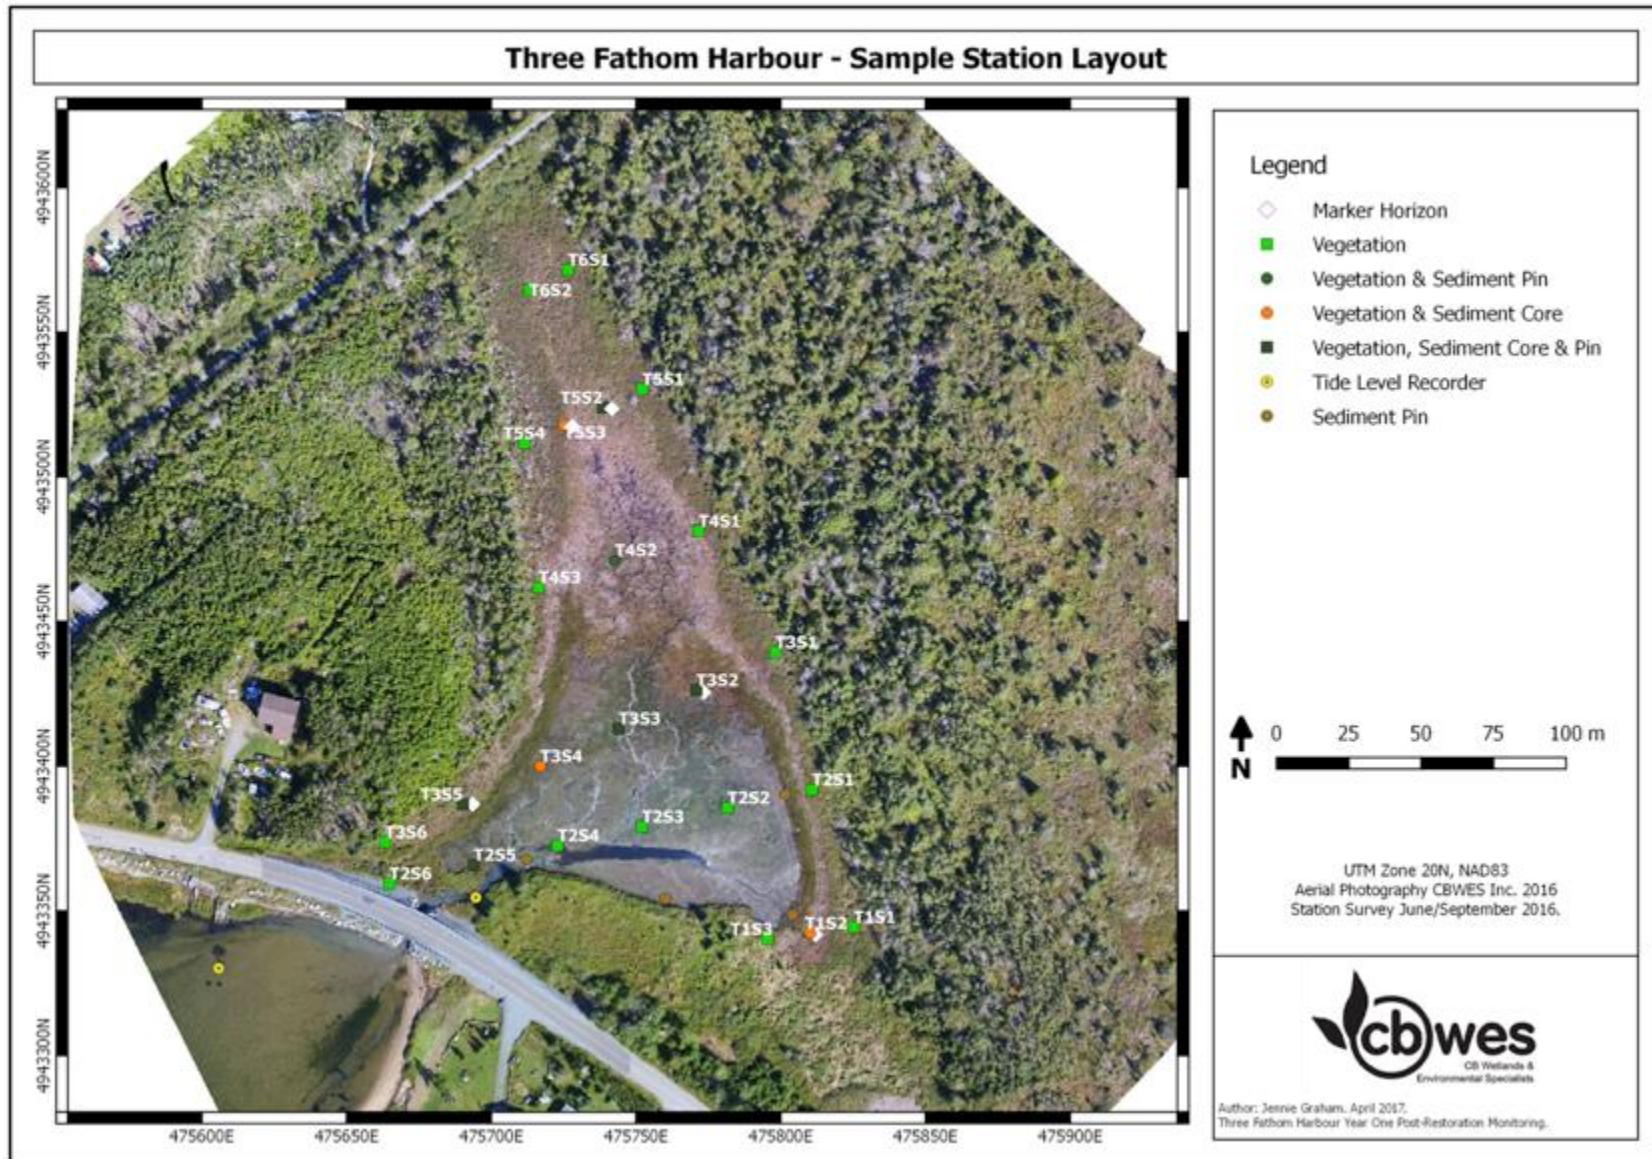 Three Fathom Harbour - Sample Station Layout
4943600N
4943550N
4943500N
4943450N
4943400N
4943350N
4943300N
T6S1
T6S2
T5S1
T5S2
T5S3
T5S4
T4S1
T4S2
T4S3
T3S1
T3S2
T3S3
T3S4
T3S5
T3S6
T2S1
T2S2
T2S3
T2S4
T2S5
T2S6
T1S1
T1S2
T1S3
475600E 475650E 475700E 475750E 475800E 475850E 475900E
Legend
Marker Horizon
Vegetation
Vegetation & Sediment Pin
Vegetation & Sediment Core
Vegetation, Sediment Core & Pin
Tide Level Recorder
Sediment Pin
0 25 50 75 100 m
N
UTM Zone 20N, NAD83
Aerial Photography CBWES Inc. 2016
Station Survey June/September 2016.
cbwes
CB Wetlands &
Environmental Specialists
Author: Jennie Graham. April 2017.
Three Fathom Harbour Year One Post-Restoration Monitoring.